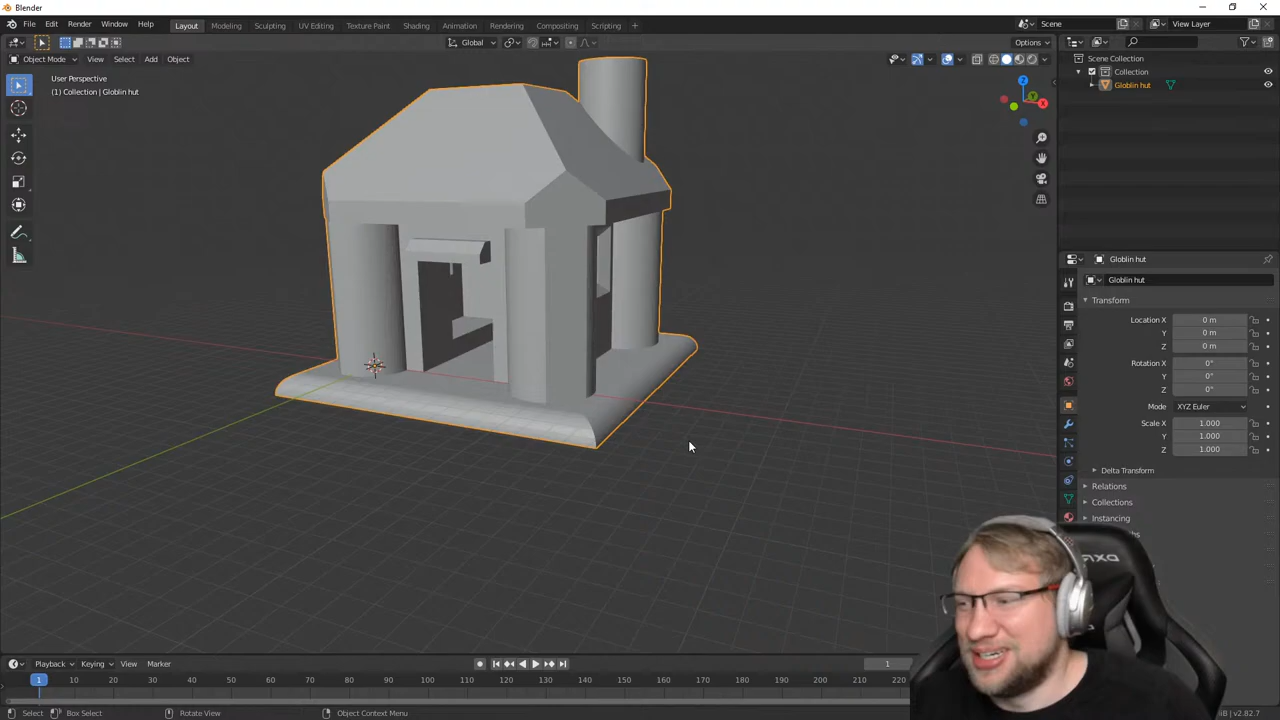 Blender
File Edit Render Window Help
Layout Modeling Sculpting UV Editing Texture Paint Shading Animation Rendering Compositing Scripting +
Scene
View Layer
Global
Options
Object Mode View Select Add Object
User Perspective
(1) Collection | Globlin hut
Z
Y
X
Scene Collection
Collection
Globlin hut
Globlin hut
Globlin hut
Transform
Location X 0 m
Y 0 m
Z 0 m
Rotation X 0°
Y 0°
Z 0°
Mode XYZ Euler
Scale X 1.000
Y 1.000
Z 1.000
Delta Transform
Relations
Collections
Instancing
DXR
Playback Keying View Marker
1
1 10 20 30 40 50 60 70 80 90 100 110 120 130 140 150 160 170 180 190 200 210 220
Select Box Select Rotate View Object Context Menu
v2.82.7